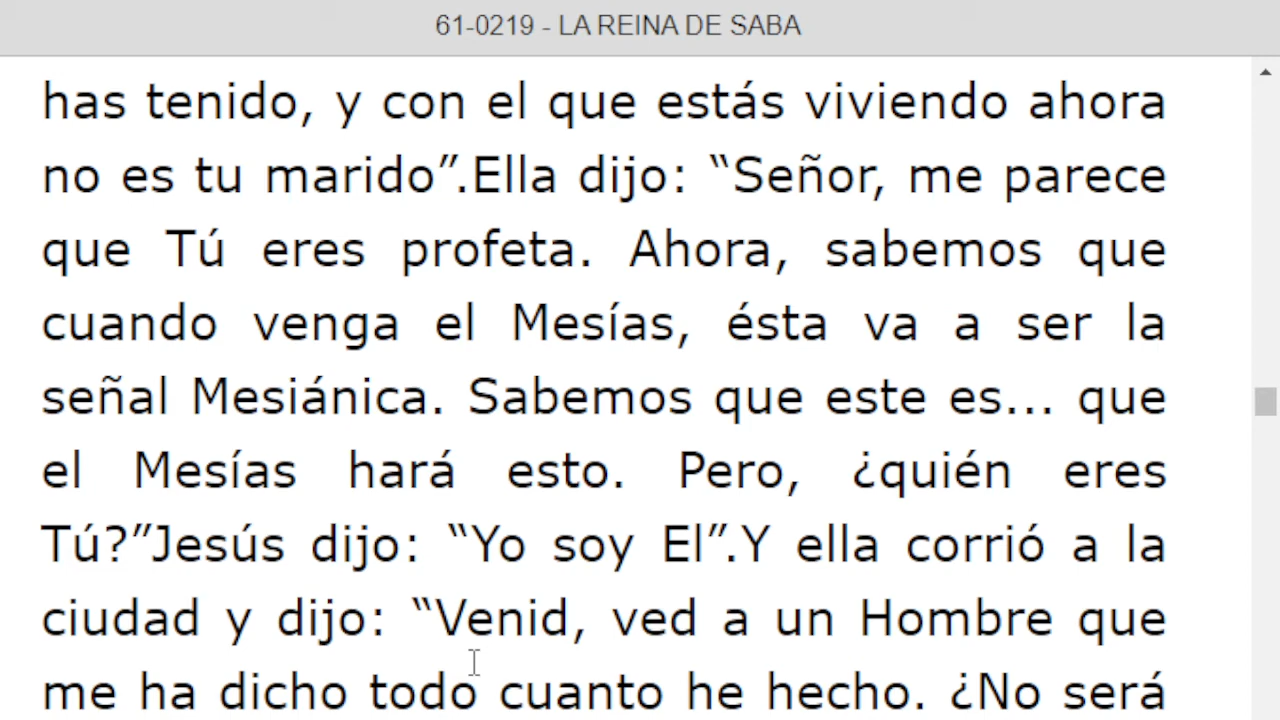 61-0219 - LA REINA DE SABA
has tenido, y con el que estás viviendo ahora
no es tu marido”.Ella dijo: “Señor, me parece
que Tú eres profeta. Ahora, sabemos que
cuando venga el Mesías, ésta va a ser la
señal Mesiánica. Sabemos que este es... que
el Mesías hará esto. Pero, ¿quién eres
Tú?”Jesús dijo: “Yo soy El”.Y ella corrió a la
ciudad y dijo: “Venid, ved a un Hombre que
me ha dicho todo cuanto he hecho. ¿No será